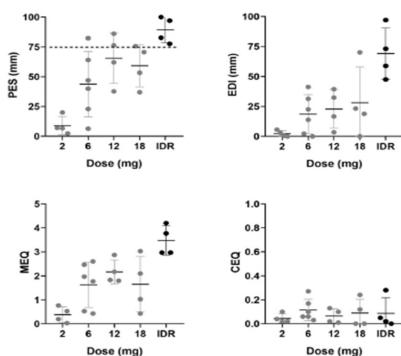 PES (mm)
100
75
50
25
0
2 6 12 18 IDR
Dose (mg)
EDI (mm)
100
75
50
25
0
2 6 12 18 IDR
Dose (mg)
MEQ
5
4
3
2
1
0
2 6 12 18 IDR
Dose (mg)
CEQ
1.0
0.8
0.6
0.4
0.2
0.0
2 6 12 18 IDR
Dose (mg)